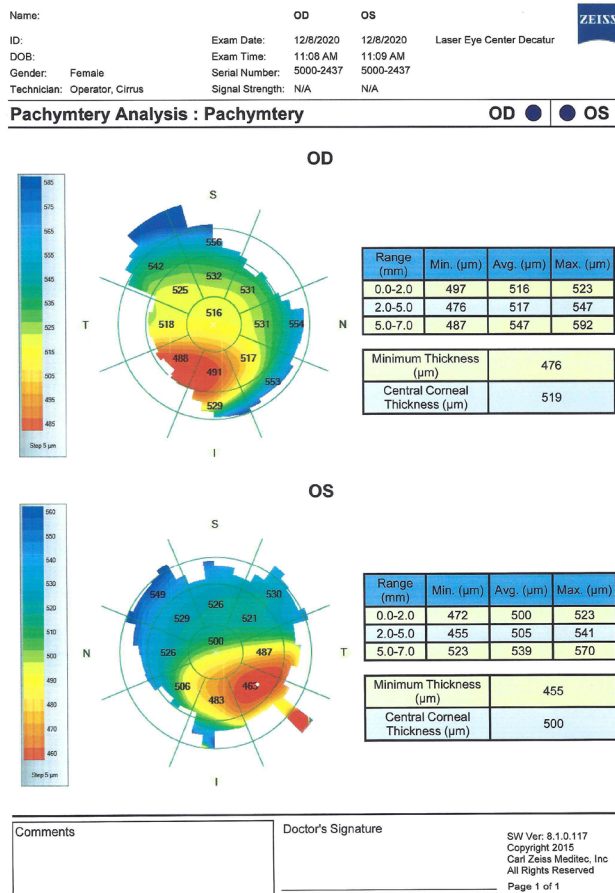 Name: OD OS ZEISS
ID: Exam Date: 12/8/2020 12/8/2020 Laser Eye Center Decatur
DOB: Exam Time: 11:08 AM 11:09 AM
Gender: Female Serial Number: 5000-2437 5000-2437
Technician: Operator, Cirrus Signal Strength: N/A N/A
Pachymtery Analysis : Pachymtery OD OS
OD
585
575
565
555
545
535
525
515
505
495
485
Step 5 µm
S
T
N
I
556
542
532
531
525
516
518
531
554
488
491
517
553
529
Range (mm) Min. (µm) Avg. (µm) Max. (µm)
0.0-2.0 497 516 523
2.0-5.0 476 517 547
5.0-7.0 487 547 592
Minimum Thickness (µm) 476
Central Corneal Thickness (µm) 519
OS
560
550
540
530
520
510
500
490
480
470
460
Step 5 µm
S
N
T
I
549
530
526
529
521
500
526
487
506
483
465
Range (mm) Min. (µm) Avg. (µm) Max. (µm)
0.0-2.0 472 500 523
2.0-5.0 455 505 541
5.0-7.0 523 539 570
Minimum Thickness (µm) 455
Central Corneal Thickness (µm) 500
Comments
Doctor's Signature
SW Ver: 8.1.0.117
Copyright 2015
Carl Zeiss Meditec, Inc
All Rights Reserved
Page 1 of 1